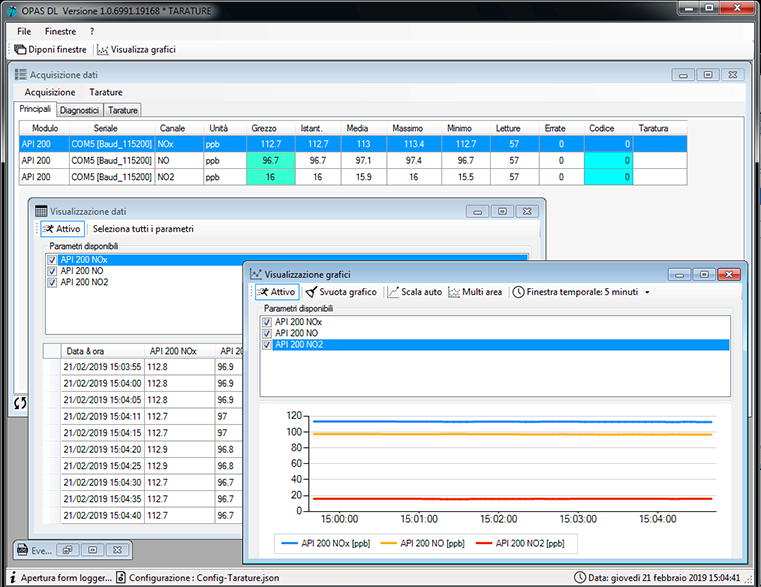 OPAS DL Versione 1.0.6991.19168 * TARATURE
File Finestre ?
Diponi finestre Visualizza grafici
Acquisizione dati
Acquisizione Tarature
Principali Diagnostici Tarature
Modulo Seriale Canale Unità Grezzo Istant. Media Massimo Minimo Letture Errate Codice Taratura
API 200 COM5 [Baud_115200] NOx ppb 112.7 112.7 113 113.4 112.7 57 0 0
API 200 COM5 [Baud_115200] NO ppb 96.7 96.7 97.1 97.4 96.7 57 0 0
API 200 COM5 [Baud_115200] NO2 ppb 16 16 15.9 16 15.5 57 0 0
Visualizzazione dati
Attivo Seleziona tutti i parametri
Parametri disponibili
API 200 NOx
API 200 NO
API 200 NO2
Data & ora API 200 NOx API 20
21/02/2019 15:03:55 112.8 96.9
21/02/2019 15:04:00 112.8 96.9
21/02/2019 15:04:05 112.8 96.9
21/02/2019 15:04:11 112.7 97
21/02/2019 15:04:15 112.7 97
21/02/2019 15:04:20 112.9 96.8
21/02/2019 15:04:25 112.9 96.8
21/02/2019 15:04:30 112.7 96.7
21/02/2019 15:04:35 112.7 96.7
21/02/2019 15:04:40 112.7 96.7
Visualizzazione grafici
Attivo Svuota grafico Scala auto Multi area Finestra temporale: 5 minuti
Parametri disponibili
API 200 NOx
API 200 NO
API 200 NO2
120
100
80
60
40
20
0
15:00:00 15:01:00 15:02:00 15:03:00 15:04:00
API 200 NOx [ppb] API 200 NO [ppb] API 200 NO2 [ppb]
Eve...
Apertura form logger... Configurazione : Config-Tarature.json Data: giovedì 21 febbraio 2019 15:04:41